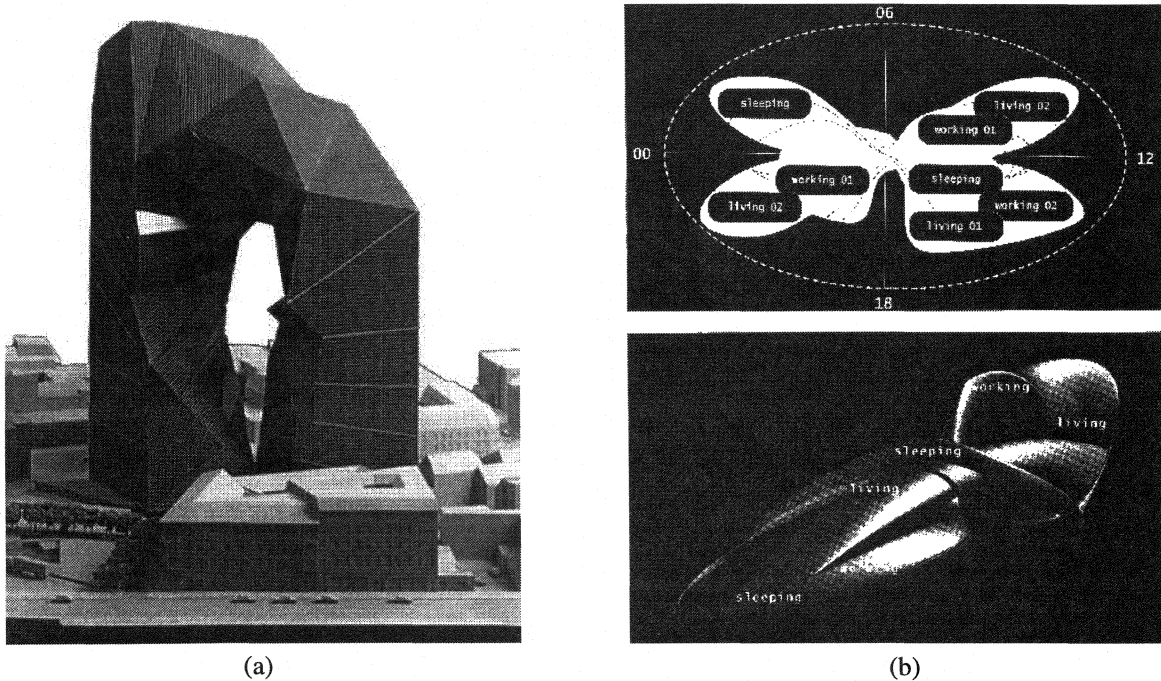 06
sleeping
living 02
working 01
00
12
working 01
sleeping
living 02
working 02
living 01
18
working
living
sleeping
living
sleeping
(a)
(b)